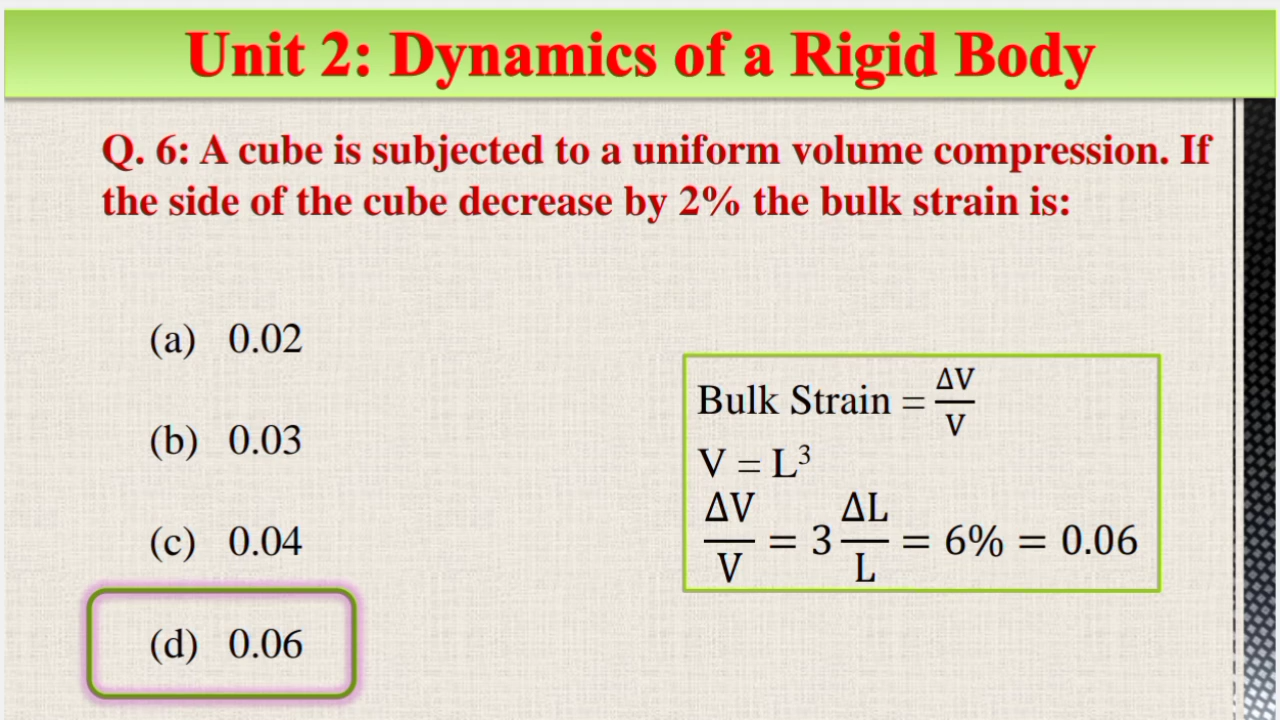 Unit 2: Dynamics of a Rigid Body
Q. 6: A cube is subjected to a uniform volume compression. If
the side of the cube decrease by 2% the bulk strain is:
(a) 0.02
(b) 0.03
(c) 0.04
(d) 0.06
Bulk Strain = ΔV/V
V = L³
ΔV/V = 3 ΔL/L = 6% = 0.06